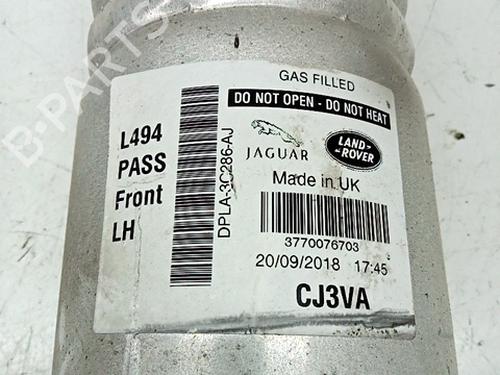 B-PARTS
GAS FILLED
DO NOT OPEN - DO NOT HEAT
L494
PASS
Front
LH
DPLA-3C286-AJ
JAGUAR
LAND-
ROVER
Made in UK
3770076703
20/09/2018 17:45
CJ3VA